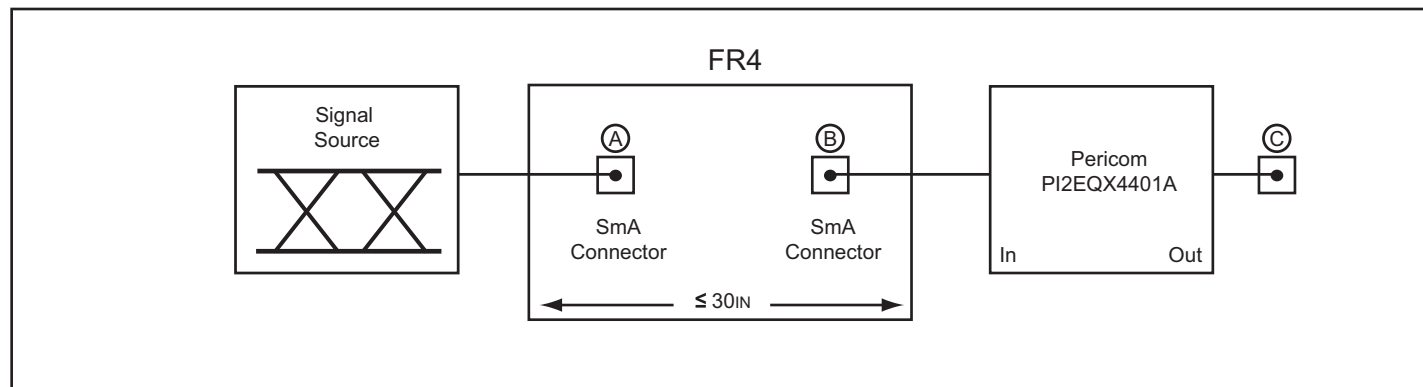 FR4
Signal
Source
A
B
C
Pericom
PI2EQX4401A
SmA
Connector
SmA
Connector
In
Out
≤ 30IN